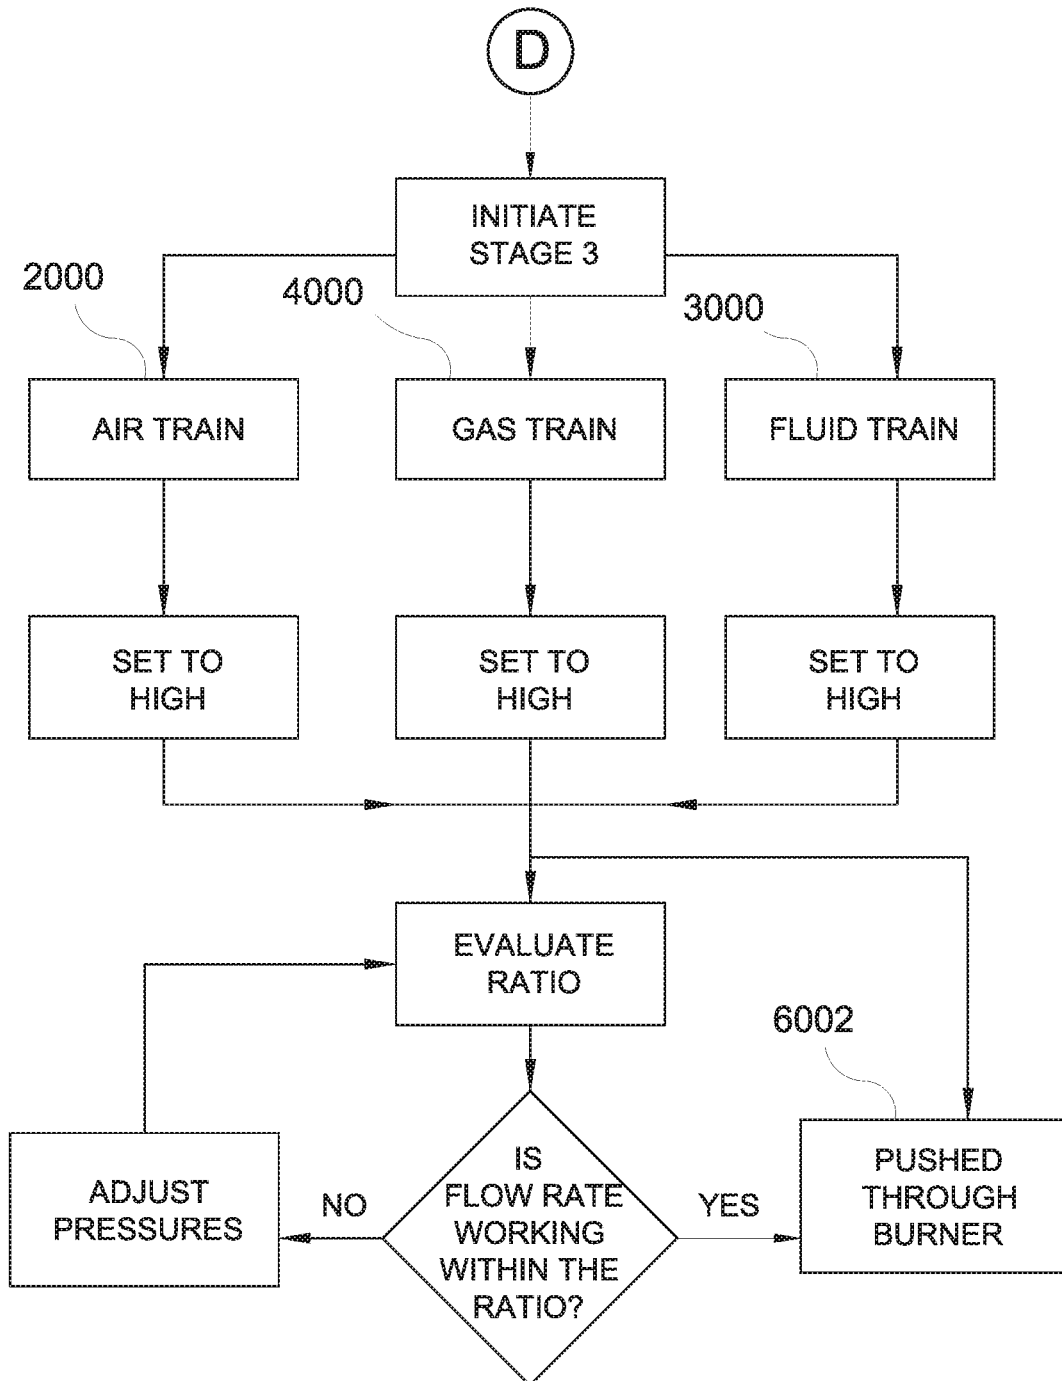 D
INITIATE
STAGE 3
2000
4000
3000
AIR TRAIN
GAS TRAIN
FLUID TRAIN
SET TO
HIGH
SET TO
HIGH
SET TO
HIGH
EVALUATE
RATIO
6002
ADJUST
PRESSURES
NO
IS
FLOW RATE
WORKING
WITHIN THE
RATIO?
YES
PUSHED
THROUGH
BURNER